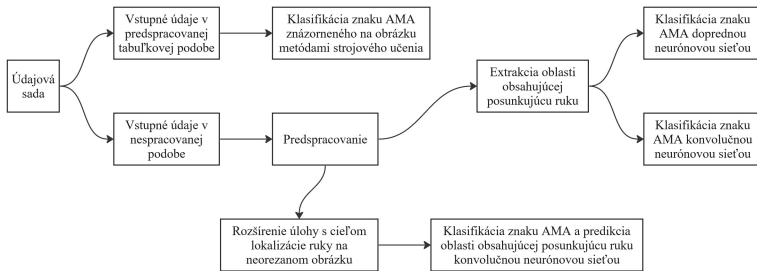 Údajová
sada
Vstupné údaje v
predspracovanej
tabuľkovej podobe
Klasifikácia znaku AMA
znázorneného na obrázku
metódami strojového učenia
Vstupné údaje v
nespracovanej
podobe
Predspracovanie
Extrakcia oblasti
obsahujúcej
posunkujúcu ruku
Klasifikácia znaku
AMA doprednou
neurónovou sieťou
Klasifikácia znaku
AMA konvolučnou
neurónovou sieťou
Rozšírenie úlohy s cieľom
lokalizácie ruky na
neorezanom obrázku
Klasifikácia znaku AMA a predikcia
oblasti obsahujúcej posunkujúcu ruku
konvolučnou neurónovou sieťou